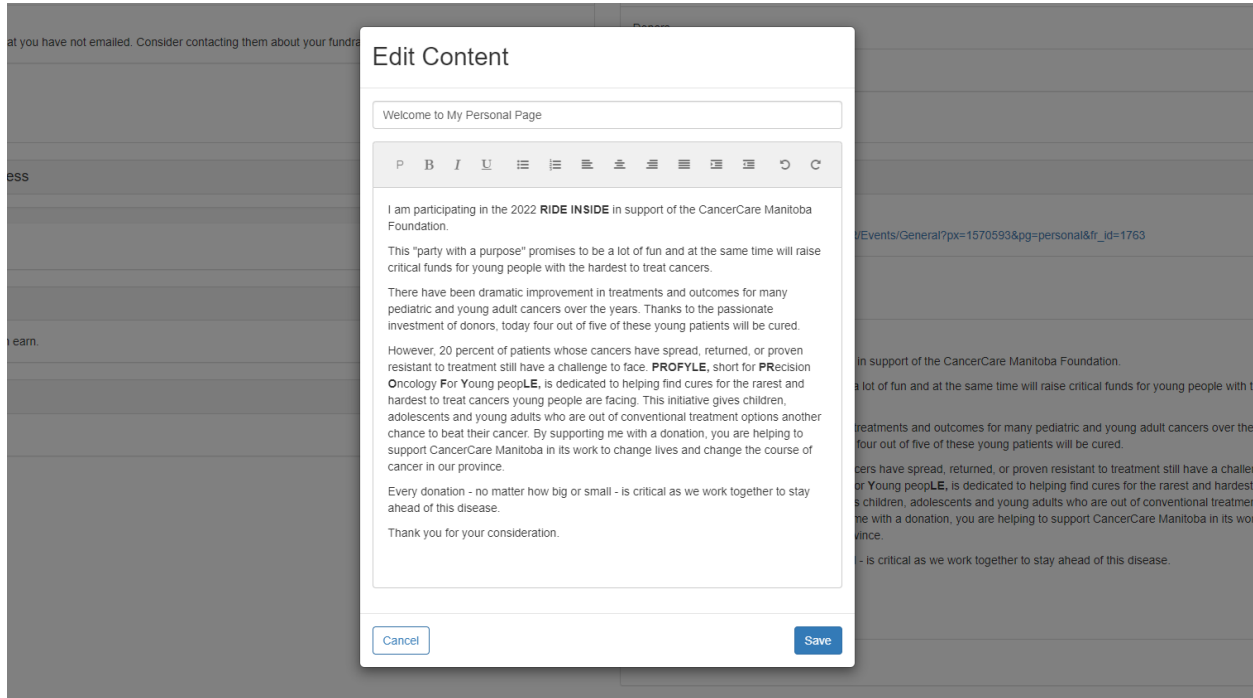 at you have not emailed. Consider contacting them about your fundra
ess
n earn.
Edit Content
Welcome to My Personal Page
P B I U
I am participating in the 2022 RIDE INSIDE in support of the CancerCare Manitoba
Foundation.
This "party with a purpose" promises to be a lot of fun and at the same time will raise
critical funds for young people with the hardest to treat cancers.
There have been dramatic improvement in treatments and outcomes for many
pediatric and young adult cancers over the years. Thanks to the passionate
investment of donors, today four out of five of these young patients will be cured.
However, 20 percent of patients whose cancers have spread, returned, or proven
resistant to treatment still have a challenge to face. PROFYLE, short for PRecision
Oncology For Young peopLE, is dedicated to helping find cures for the rarest and
hardest to treat cancers young people are facing. This initiative gives children,
adolescents and young adults who are out of conventional treatment options another
chance to beat their cancer. By supporting me with a donation, you are helping to
support CancerCare Manitoba in its work to change lives and change the course of
cancer in our province.
Every donation - no matter how big or small - is critical as we work together to stay
ahead of this disease.
Thank you for your consideration.
Cancel
Save
t/Events/General?px=1570593&pg=personal&fr_id=1763
in support of the CancerCare Manitoba Foundation.
a lot of fun and at the same time will raise critical funds for young people with t
treatments and outcomes for many pediatric and young adult cancers over the
four out of five of these young patients will be cured.
cers have spread, returned, or proven resistant to treatment still have a challe
or Young peopLE, is dedicated to helping find cures for the rarest and hardest
s children, adolescents and young adults who are out of conventional treatmen
me with a donation, you are helping to support CancerCare Manitoba in its wo
vince.
l - is critical as we work together to stay ahead of this disease.